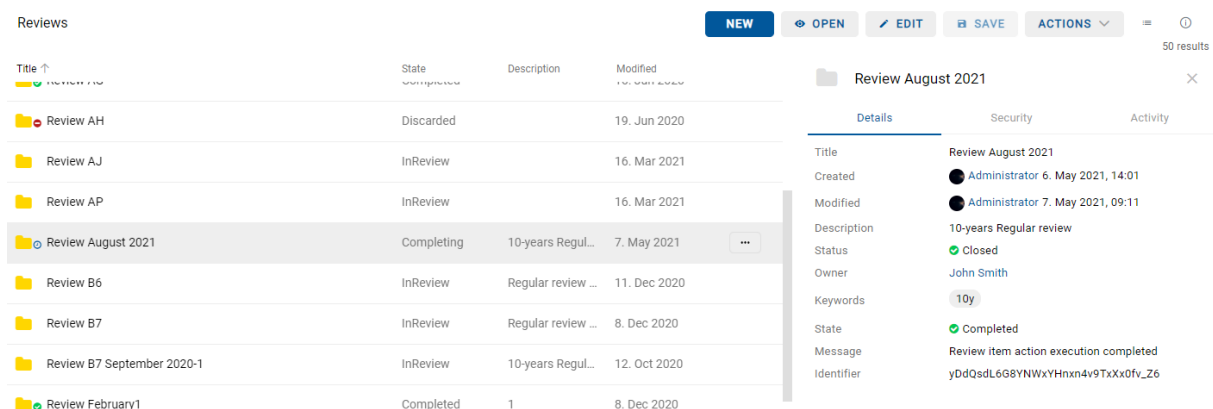 Reviews
NEW
OPEN
EDIT
SAVE
ACTIONS
50 results
Title State Description Modified
Review AH Discarded 19. Jun 2020
Review AJ InReview 16. Mar 2021
Review AP InReview 16. Mar 2021
Review August 2021 Completing 10-years Regul... 7. May 2021 ...
Review B6 InReview Regular review ... 11. Dec 2020
Review B7 InReview Regular review ... 8. Dec 2020
Review B7 September 2020-1 InReview 10-years Regul... 12. Oct 2020
Review February1 Completed 1 8. Dec 2020
Review August 2021
Details Security Activity
Title Review August 2021
Created Administrator 6. May 2021, 14:01
Modified Administrator 7. May 2021, 09:11
Description 10-years Regular review
Status Closed
Owner John Smith
Keywords 10y
State Completed
Message Review item action execution completed
Identifier yDdQsdL6G8YNWxYHnxn4v9TxXx0fv_Z6